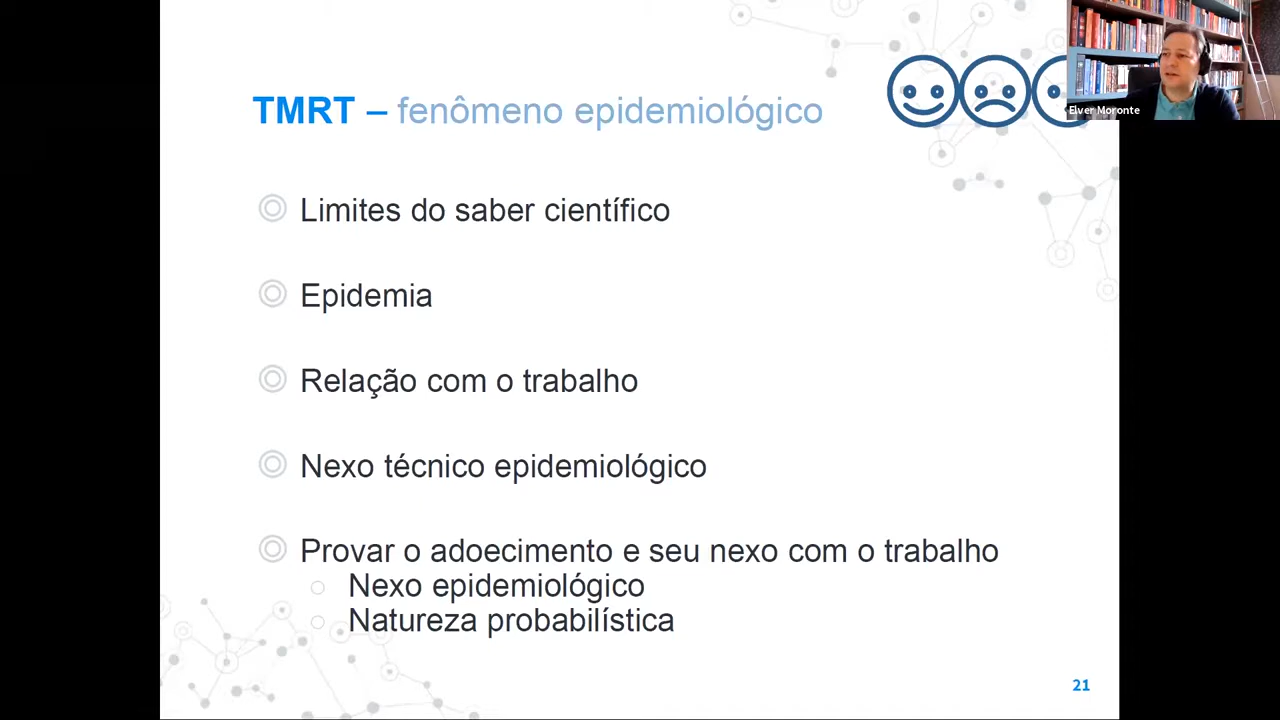 TMRT – fenômeno epidemiológico
Elver Moronte
Limites do saber científico
Epidemia
Relação com o trabalho
Nexo técnico epidemiológico
Provar o adoecimento e seu nexo com o trabalho
Nexo epidemiológico
Natureza probabilística
21